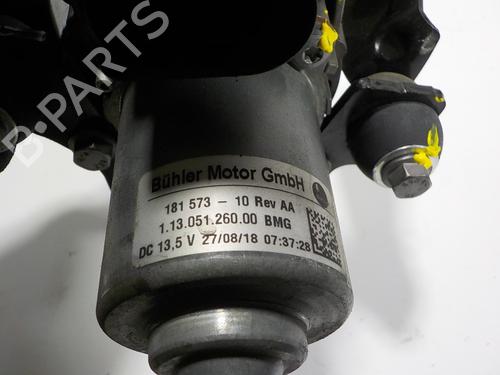 B-PARTS
Bühler Motor GmbH
181 573 - 10 Rev AA
1.13.051.260.00 BMG
DC 13,5 V 27/08/18 07:37:28